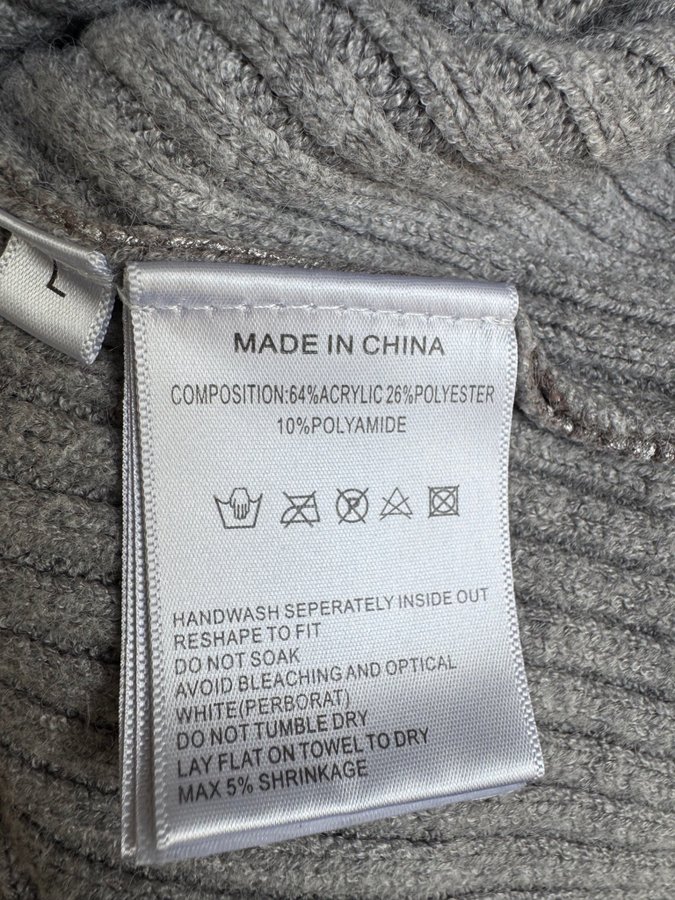 L
MADE IN CHINA
COMPOSITION:64%ACRYLIC 26%POLYESTER
10%POLYAMIDE
P
HANDWASH SEPERATELY INSIDE OUT
RESHAPE TO FIT
DO NOT SOAK
AVOID BLEACHING AND OPTICAL
WHITE(PERBORAT)
DO NOT TUMBLE DRY
LAY FLAT ON TOWEL TO DRY
MAX 5% SHRINKAGE